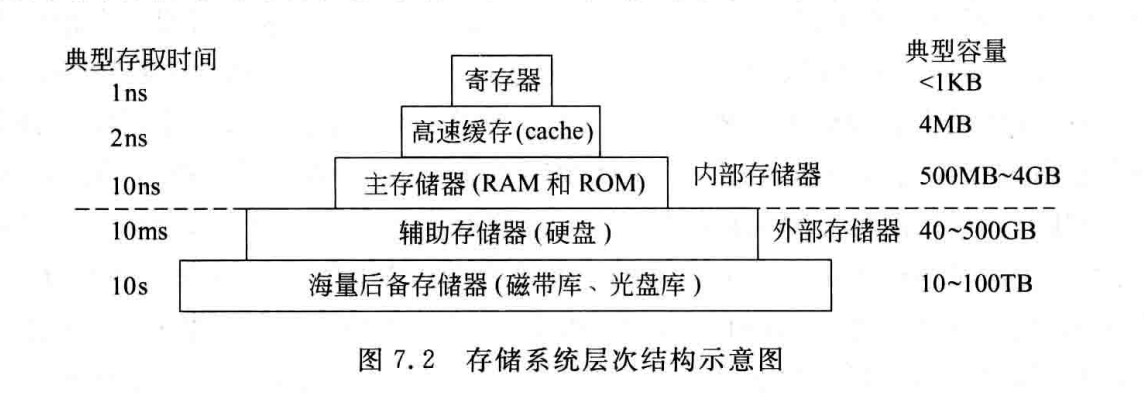 典型存取时间
典型容量
寄存器
1ns
<1KB
高速缓存(cache)
2ns
4MB
主存储器(RAM 和 ROM)
内部存储器
10ns
500MB~4GB
10ms
辅助存储器(硬盘)
外部存储器
40~500GB
10s
海量后备存储器(磁带库、光盘库)
10~100TB
图 7.2 存储系统层次结构示意图